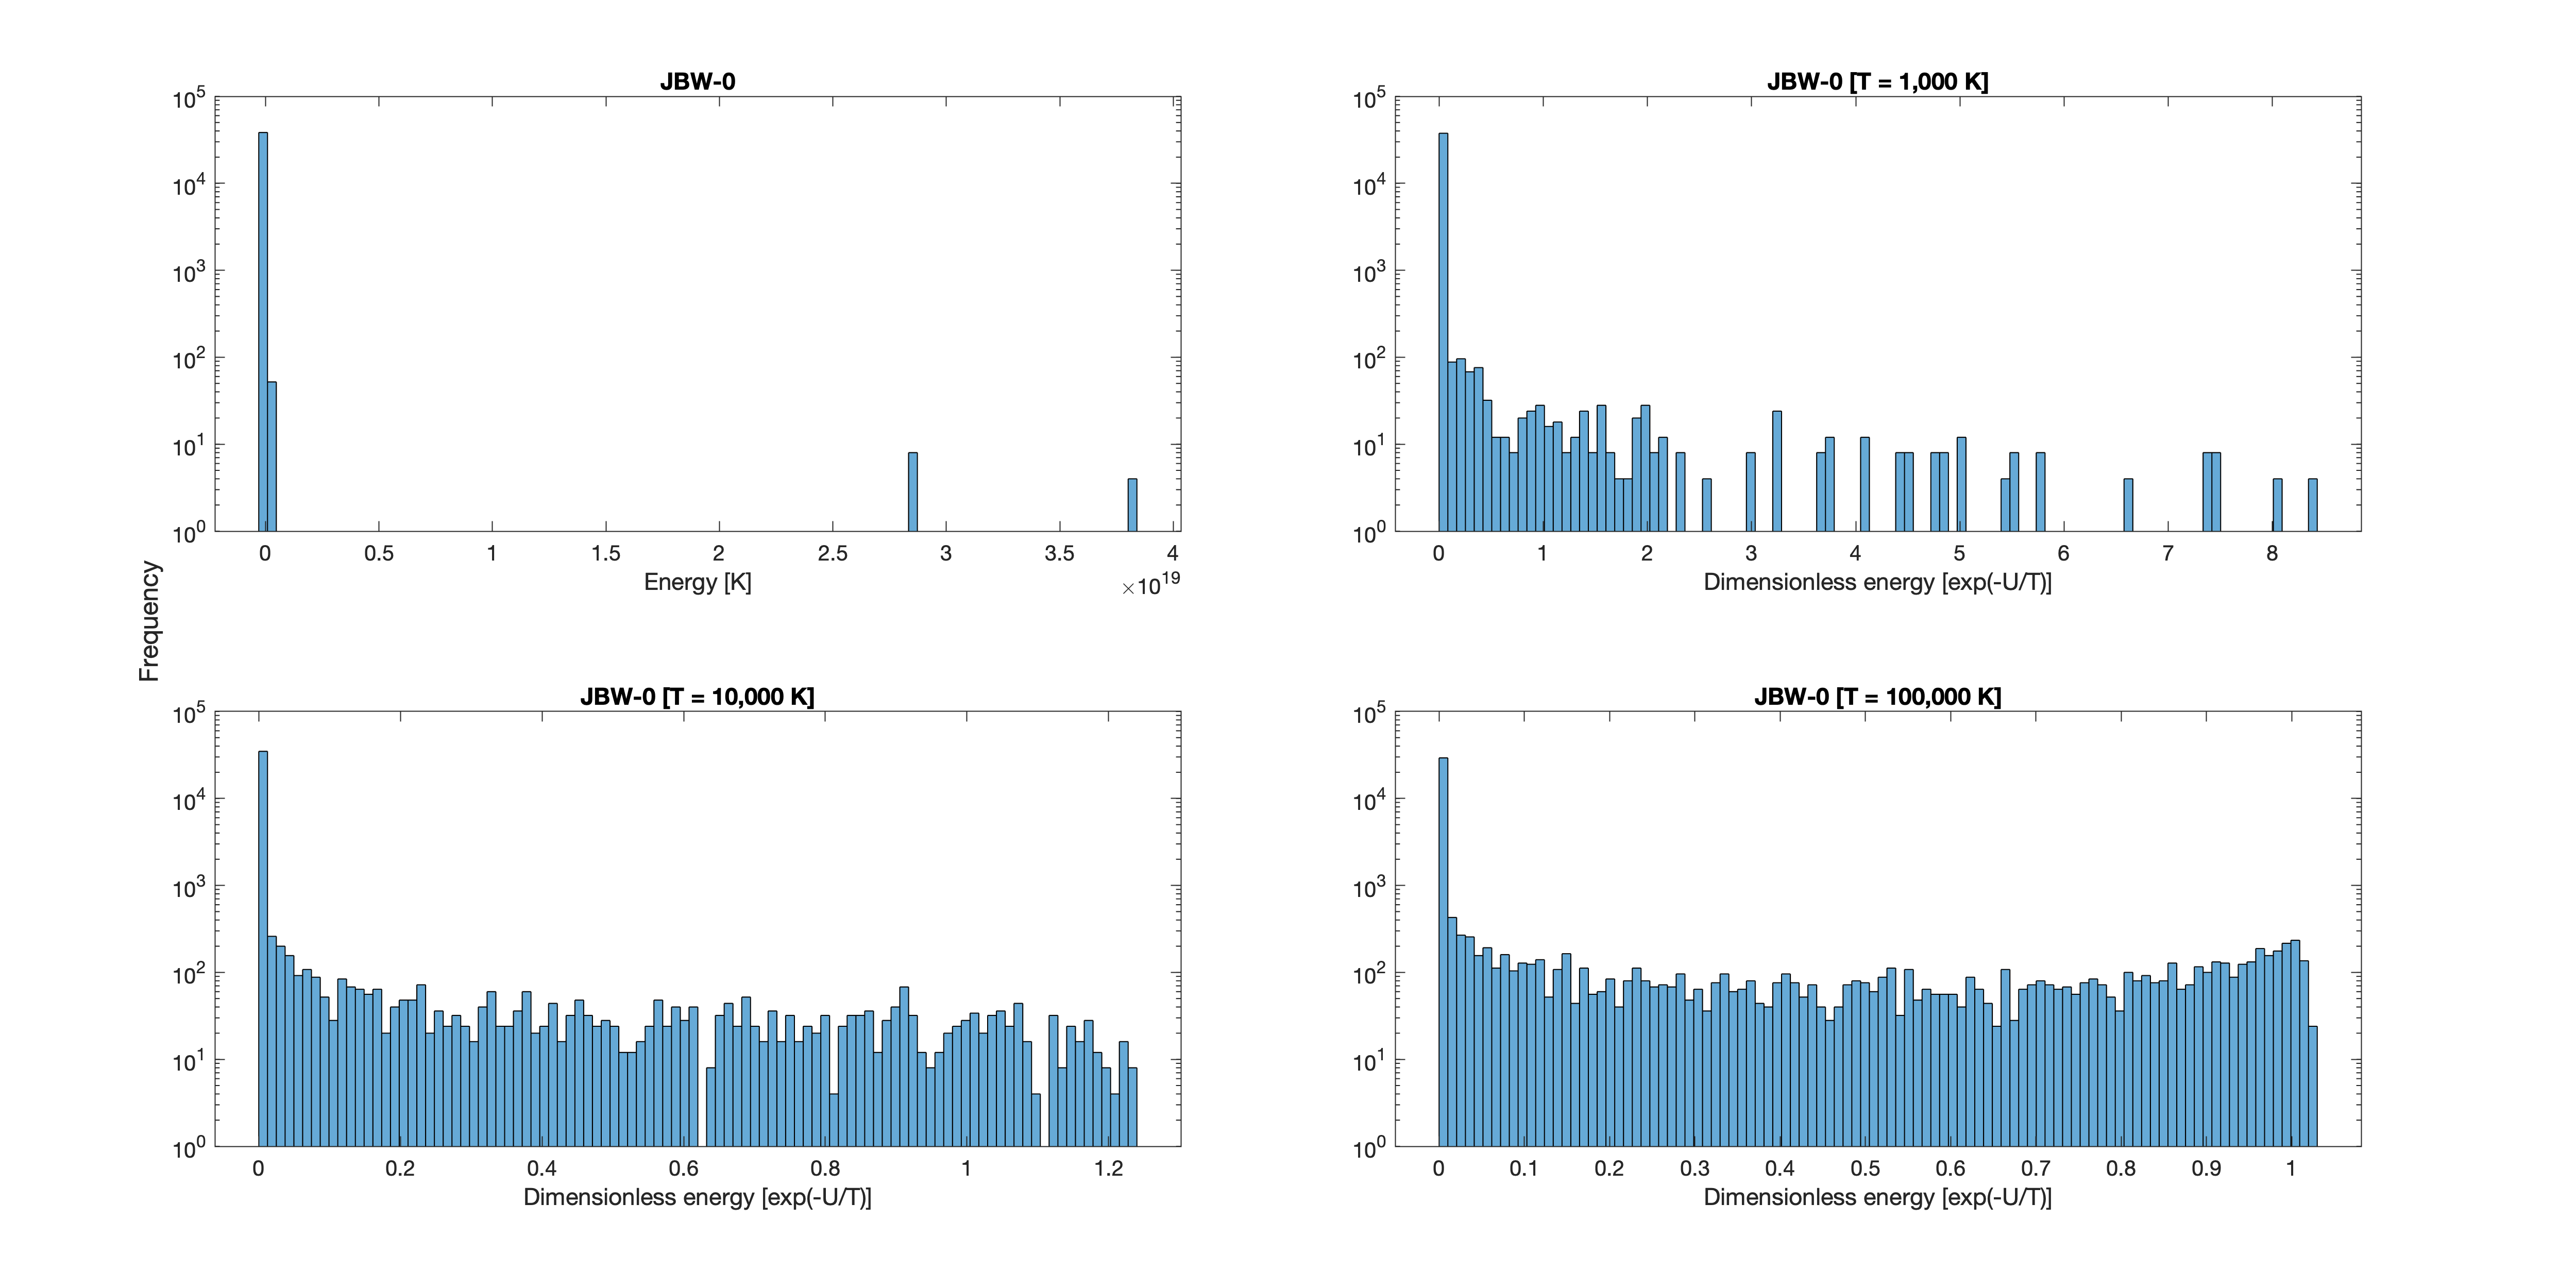 JBW-0
10^5
10^4
10^3
10^2
10^1
10^0
0 0.5 1 1.5 2 2.5 3 3.5 4
Energy [K]
×10^19
JBW-0 [T = 1,000 K]
10^5
10^4
10^3
10^2
10^1
10^0
0 1 2 3 4 5 6 7 8
Dimensionless energy [exp(-U/T)]
Frequency
JBW-0 [T = 10,000 K]
10^5
10^4
10^3
10^2
10^1
10^0
0 0.2 0.4 0.6 0.8 1 1.2
Dimensionless energy [exp(-U/T)]
JBW-0 [T = 100,000 K]
10^5
10^4
10^3
10^2
10^1
10^0
0 0.1 0.2 0.3 0.4 0.5 0.6 0.7 0.8 0.9 1
Dimensionless energy [exp(-U/T)]